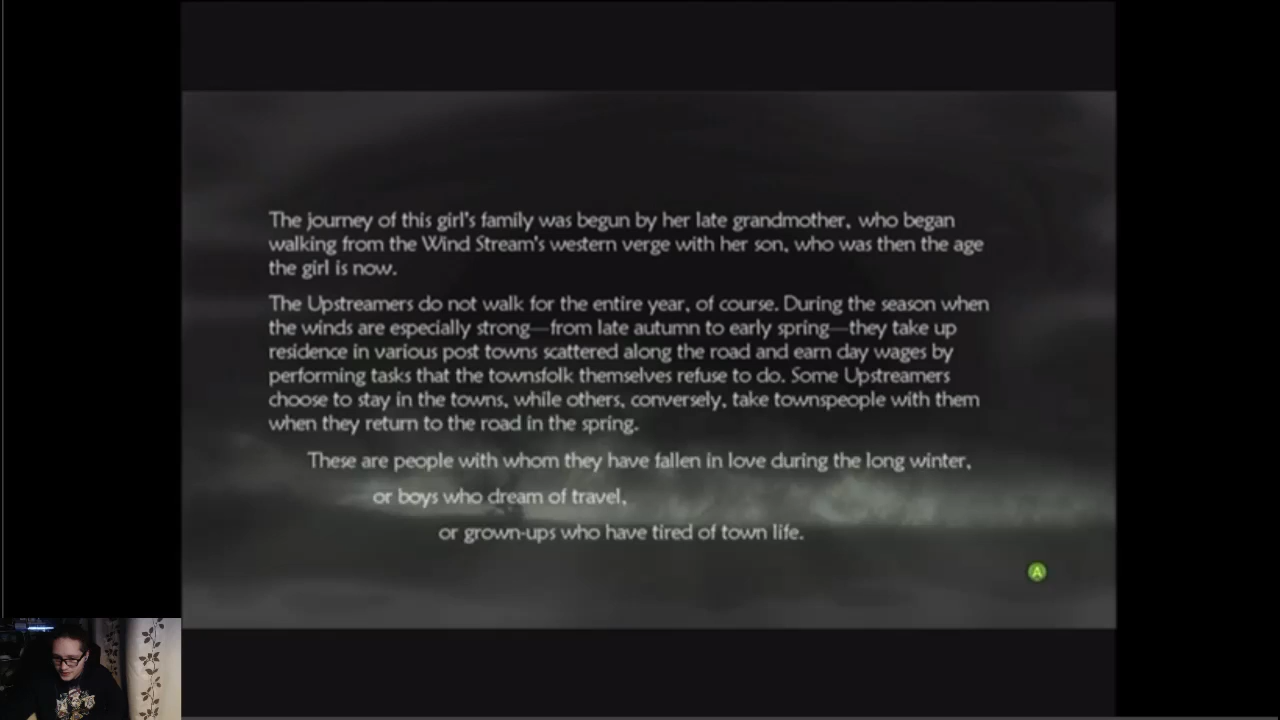 The journey of this girl's family was begun by her late grandmother, who began
walking from the Wind Stream's western verge with her son, who was then the age
the girl is now.
The Upstreamers do not walk for the entire year, of course. During the season when
the winds are especially strong—from late autumn to early spring—they take up
residence in various post towns scattered along the road and earn day wages by
performing tasks that the townsfolk themselves refuse to do. Some Upstreamers
choose to stay in the towns, while others, conversely, take townspeople with them
when they return to the road in the spring.
These are people with whom they have fallen in love during the long winter,
or boys who dream of travel,
or grown-ups who have tired of town life.
A